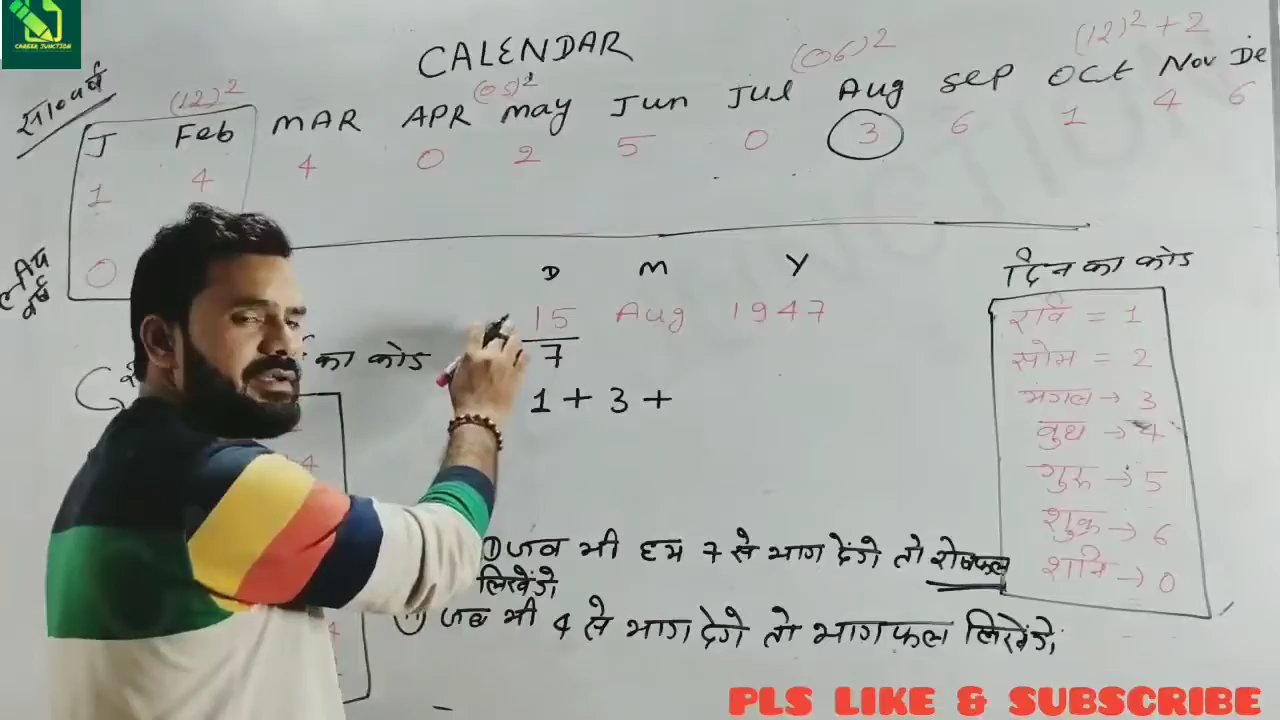 CAREER JUNCTION
CALENDAR
(12)² (05)² (06)² (12)² + 2
J Feb MAR APR May Jun Jul Aug Sep Oct Nov De
1 4 4 0 2 5 0 3 6 1 4 6
0
लीप वर्ष
D M Y
15 Aug 1947
7
1 + 3 +
का कोड
दिन का कोड
रवि = 1
सोम = 2
मंगल → 3
बुध → 4
गुरु → 5
शुक्र → 6
शनि → 0
① जब भी हम 7 से भाग देंगे तो शेषफल
लिखेंगे,
जब भी 4 से भाग देंगे तो भागफल लिखेंगे,
PLS LIKE & SUBSCRIBE